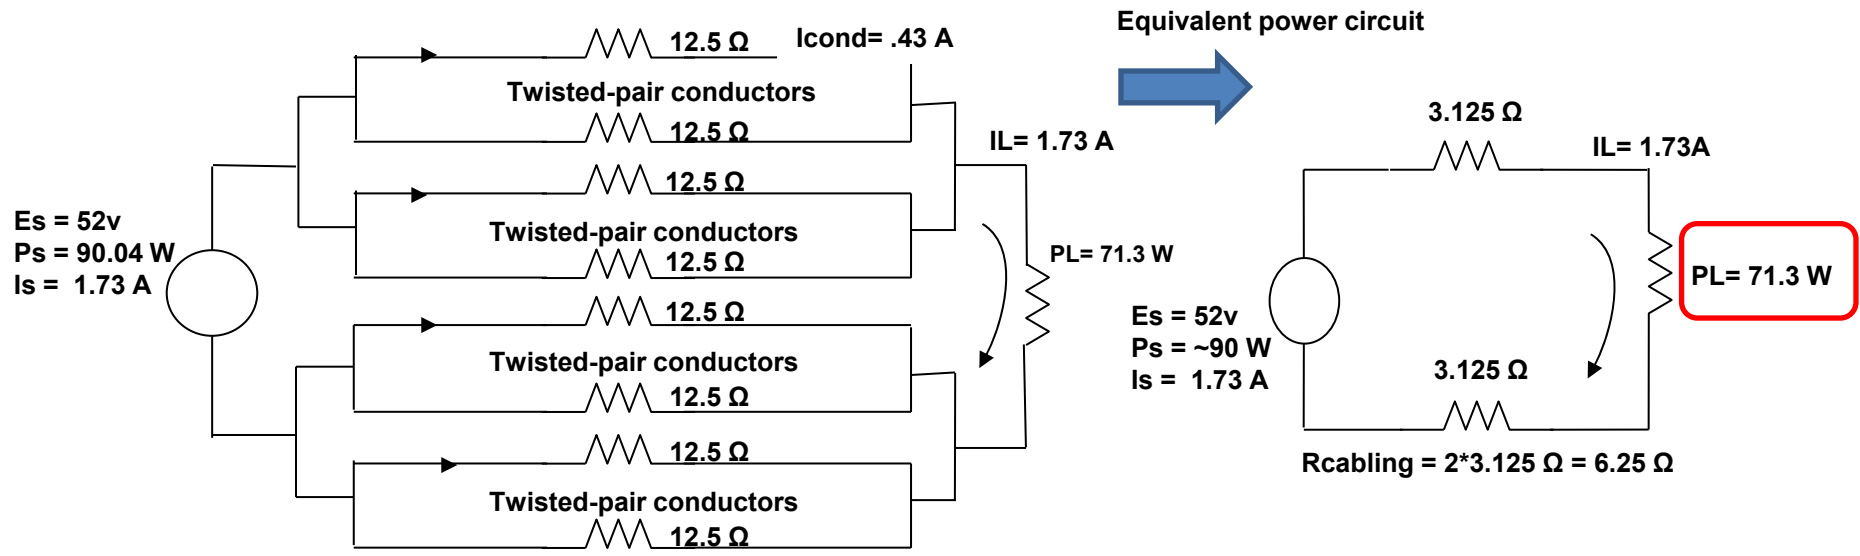 Equivalent power circuit
12.5 Ω
Icond= .43 A
Twisted-pair conductors
12.5 Ω
IL= 1.73 A
12.5 Ω
Es = 52v
Ps = 90.04 W
Is =  1.73 A
Twisted-pair conductors
12.5 Ω
PL= 71.3 W
12.5 Ω
Twisted-pair conductors
12.5 Ω
12.5 Ω
Twisted-pair conductors
12.5 Ω
3.125 Ω
IL= 1.73A
PL= 71.3 W
Es = 52v
Ps = ~90 W
Is =  1.73 A
3.125 Ω
Rcabling = 2*3.125 Ω = 6.25 Ω